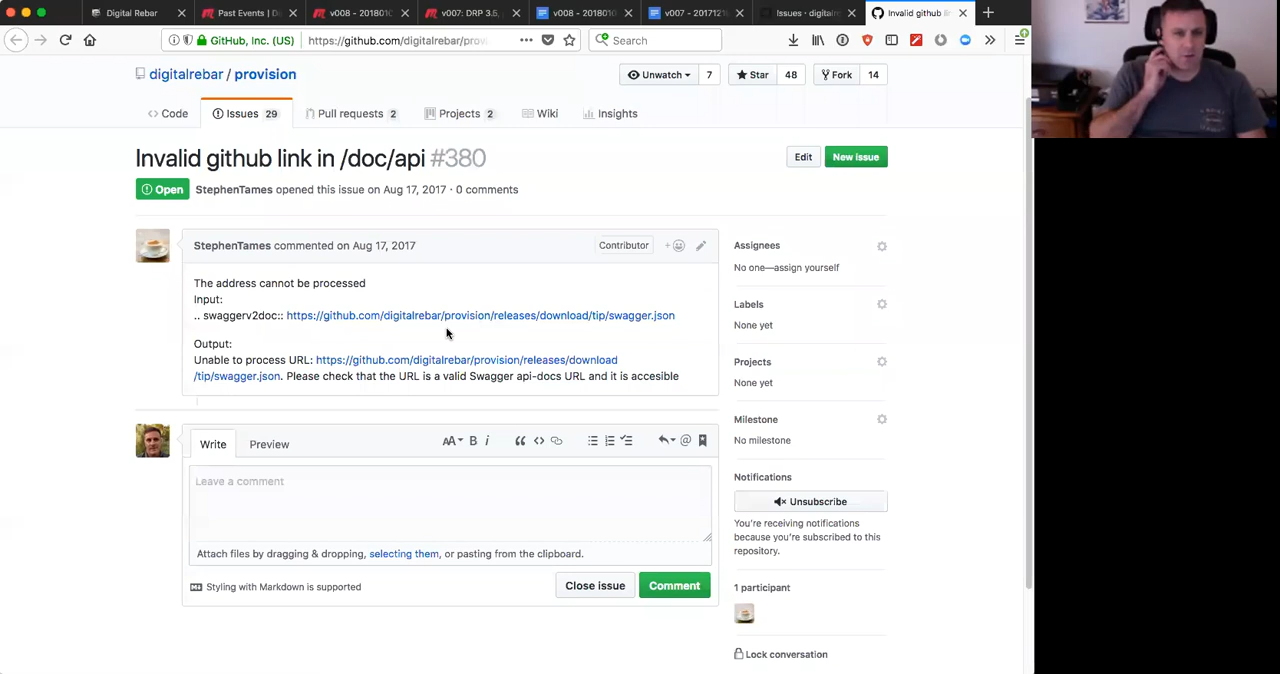 Digital Rebar
Past Events | D
v008 - 2018010
v007: DRP 3.5,
v008 - 2018010
v007 - 2017121
Issues · digitalre
Invalid github lin
GitHub, Inc. (US)
https://github.com/digitalrebar/provi
Search
digitalrebar / provision
Unwatch 7
Star 48
Fork 14
Code
Issues 29
Pull requests 2
Projects 2
Wiki
Insights
Invalid github link in /doc/api #380
Edit
New issue
Open
StephenTames opened this issue on Aug 17, 2017 · 0 comments
StephenTames commented on Aug 17, 2017
Contributor
The address cannot be processed
Input:
.. swaggerv2doc:: https://github.com/digitalrebar/provision/releases/download/tip/swagger.json
Output:
Unable to process URL: https://github.com/digitalrebar/provision/releases/download
/tip/swagger.json. Please check that the URL is a valid Swagger api-docs URL and it is accesible
Assignees
No one—assign yourself
Labels
None yet
Projects
None yet
Milestone
No milestone
Notifications
Unsubscribe
You're receiving notifications
because you're subscribed to this
repository.
1 participant
Lock conversation
Write
Preview
AA B i
Leave a comment
Attach files by dragging & dropping, selecting them, or pasting from the clipboard.
Styling with Markdown is supported
Close issue
Comment